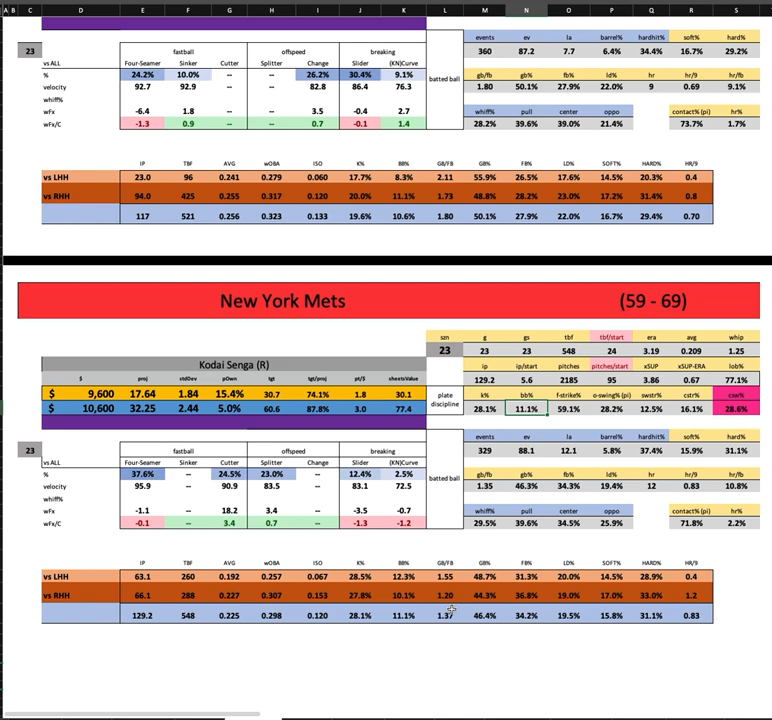 A B C D E F G H I J K L M N O P Q R S
events ev la barrel% hardhit% soft% hard%
23 fastball offspeed breaking 360 87.2 7.7 6.4% 34.4% 16.7% 29.2%
vs ALL Four-Seamer Sinker Cutter Splitter Change Slider (KN)Curve
% 24.2% 10.0% -- -- 26.2% 30.4% 9.1% gb/fb gb% fb% ld% hr hr/9 hr/fb
velocity 92.7 92.9 -- -- 82.8 86.4 76.3 batted ball 1.80 50.1% 27.9% 22.0% 9 0.69 9.1%
whiff%
wFx -6.4 1.8 3.5 -0.4 2.7 whiff% pull center oppo contact% (pi) hr%
wFx/C -1.3 0.9 -- -- 0.7 -0.1 1.4 28.2% 39.6% 39.0% 21.4% 73.7% 1.7%
IP TBF AVG wOBA ISO K% BB% GB/FB GB% FB% LD% SOFT% HARD% HR/9
vs LHH 23.0 96 0.241 0.279 0.060 17.7% 8.3% 2.11 55.9% 26.5% 17.6% 14.5% 20.3% 0.4
vs RHH 94.0 425 0.255 0.317 0.120 20.0% 11.1% 1.73 48.8% 28.2% 23.0% 17.2% 31.4% 0.8
117 521 0.256 0.323 0.133 19.6% 10.6% 1.80 50.1% 27.9% 22.0% 16.7% 29.4% 0.70
New York Mets (59 - 69)
szn g gs tbf tbf/start era avg whip
23 23 23 548 24 3.19 0.209 1.25
Kodai Senga (R) ip ip/start pitches pitches/start xSUP xSUP-ERA lob%
$ proj stdDev pOwn tgt tgt/proj pt/$ sheetsValue 129.2 5.6 2185 95 3.86 0.67 77.1%
$ 9,600 17.64 1.84 15.4% 30.7 74.1% 1.8 30.1 plate discipline k% bb% f-strike% o-swing% (pi) swstr% cstr% csw%
$ 10,600 32.25 2.44 5.0% 60.6 87.8% 3.0 77.4 28.1% 11.1% 59.1% 28.2% 12.5% 16.1% 28.6%
events ev la barrel% hardhit% soft% hard%
23 fastball offspeed breaking 329 88.1 12.1 5.8% 37.4% 15.9% 31.1%
vs ALL Four-Seamer Sinker Cutter Splitter Change Slider (KN)Curve
% 37.6% -- 24.5% 23.0% -- 12.4% 2.5% gb/fb gb% fb% ld% hr hr/9 hr/fb
velocity 95.9 -- 90.9 83.5 -- 83.1 72.5 batted ball 1.35 46.3% 34.3% 19.4% 12 0.83 10.8%
whiff%
wFx -1.1 18.2 3.4 -3.5 -0.7 whiff% pull center oppo contact% (pi) hr%
wFx/C -0.1 -- 3.4 0.7 -- -1.3 -1.2 29.5% 39.6% 34.5% 25.9% 71.8% 2.2%
IP TBF AVG wOBA ISO K% BB% GB/FB GB% FB% LD% SOFT% HARD% HR/9
vs LHH 63.1 260 0.192 0.257 0.067 28.5% 12.3% 1.55 48.7% 31.3% 20.0% 14.5% 28.9% 0.4
vs RHH 66.1 288 0.227 0.307 0.153 27.8% 10.1% 1.20 44.3% 36.8% 19.0% 17.0% 33.0% 1.2
129.2 548 0.225 0.298 0.120 28.1% 11.1% 1.37 46.4% 34.2% 19.5% 15.8% 31.1% 0.83